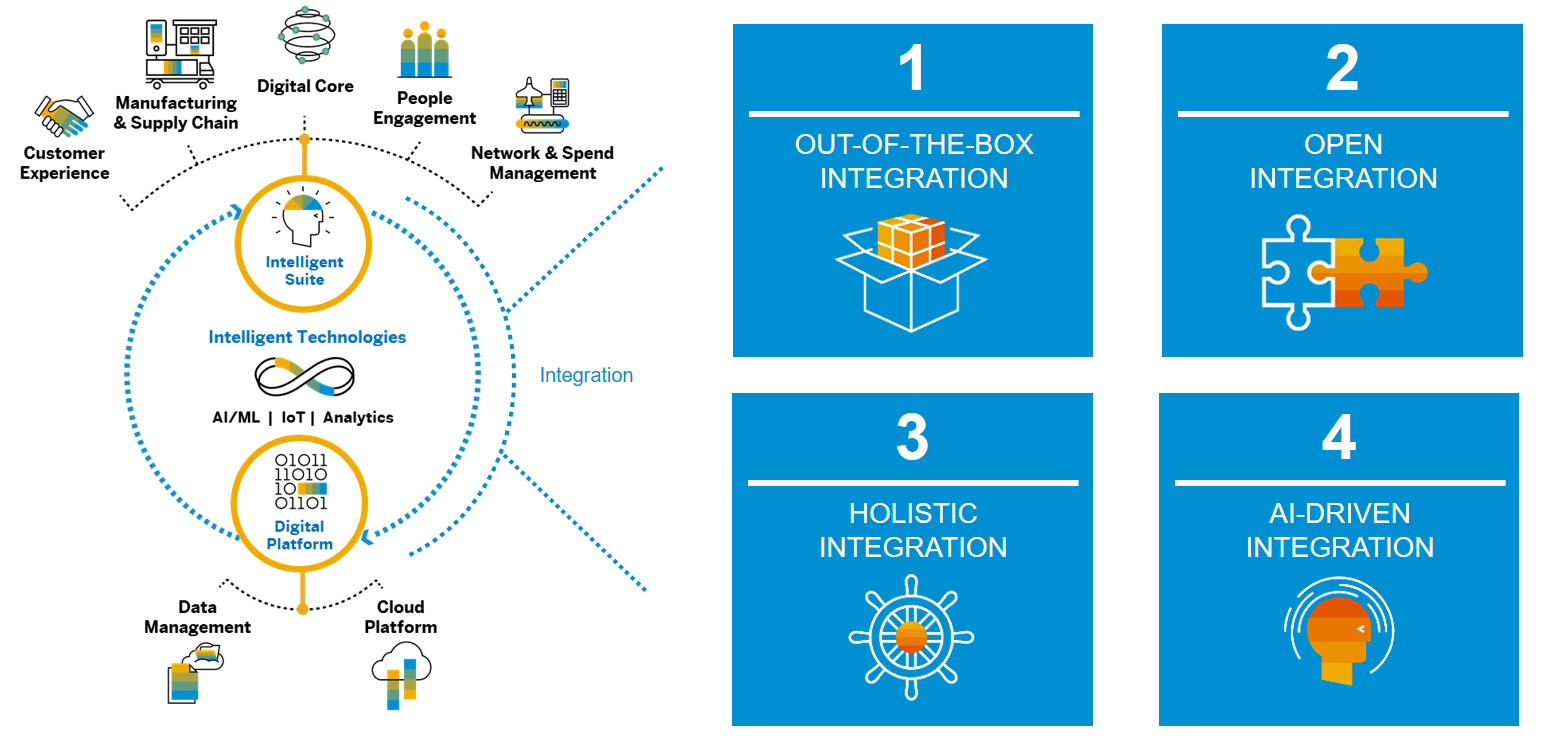 Customer
Experience
Manufacturing
& Supply Chain
Digital Core
People
Engagement
Network & Spend
Management
Intelligent
Suite
Intelligent Technologies
AI/ML | IoT | Analytics
01011
11010
10
01101
Digital
Platform
Data
Management
Cloud
Platform
Integration
1
OUT-OF-THE-BOX
INTEGRATION
2
OPEN
INTEGRATION
3
HOLISTIC
INTEGRATION
4
AI-DRIVEN
INTEGRATION